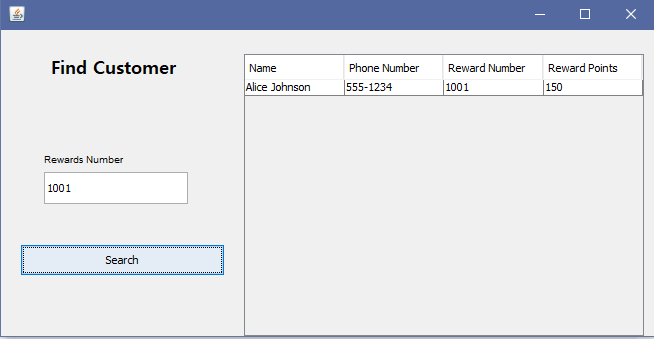 Find Customer
Rewards Number
1001
Search
Name Phone Number Reward Number Reward Points
Alice Johnson 555-1234 1001 150